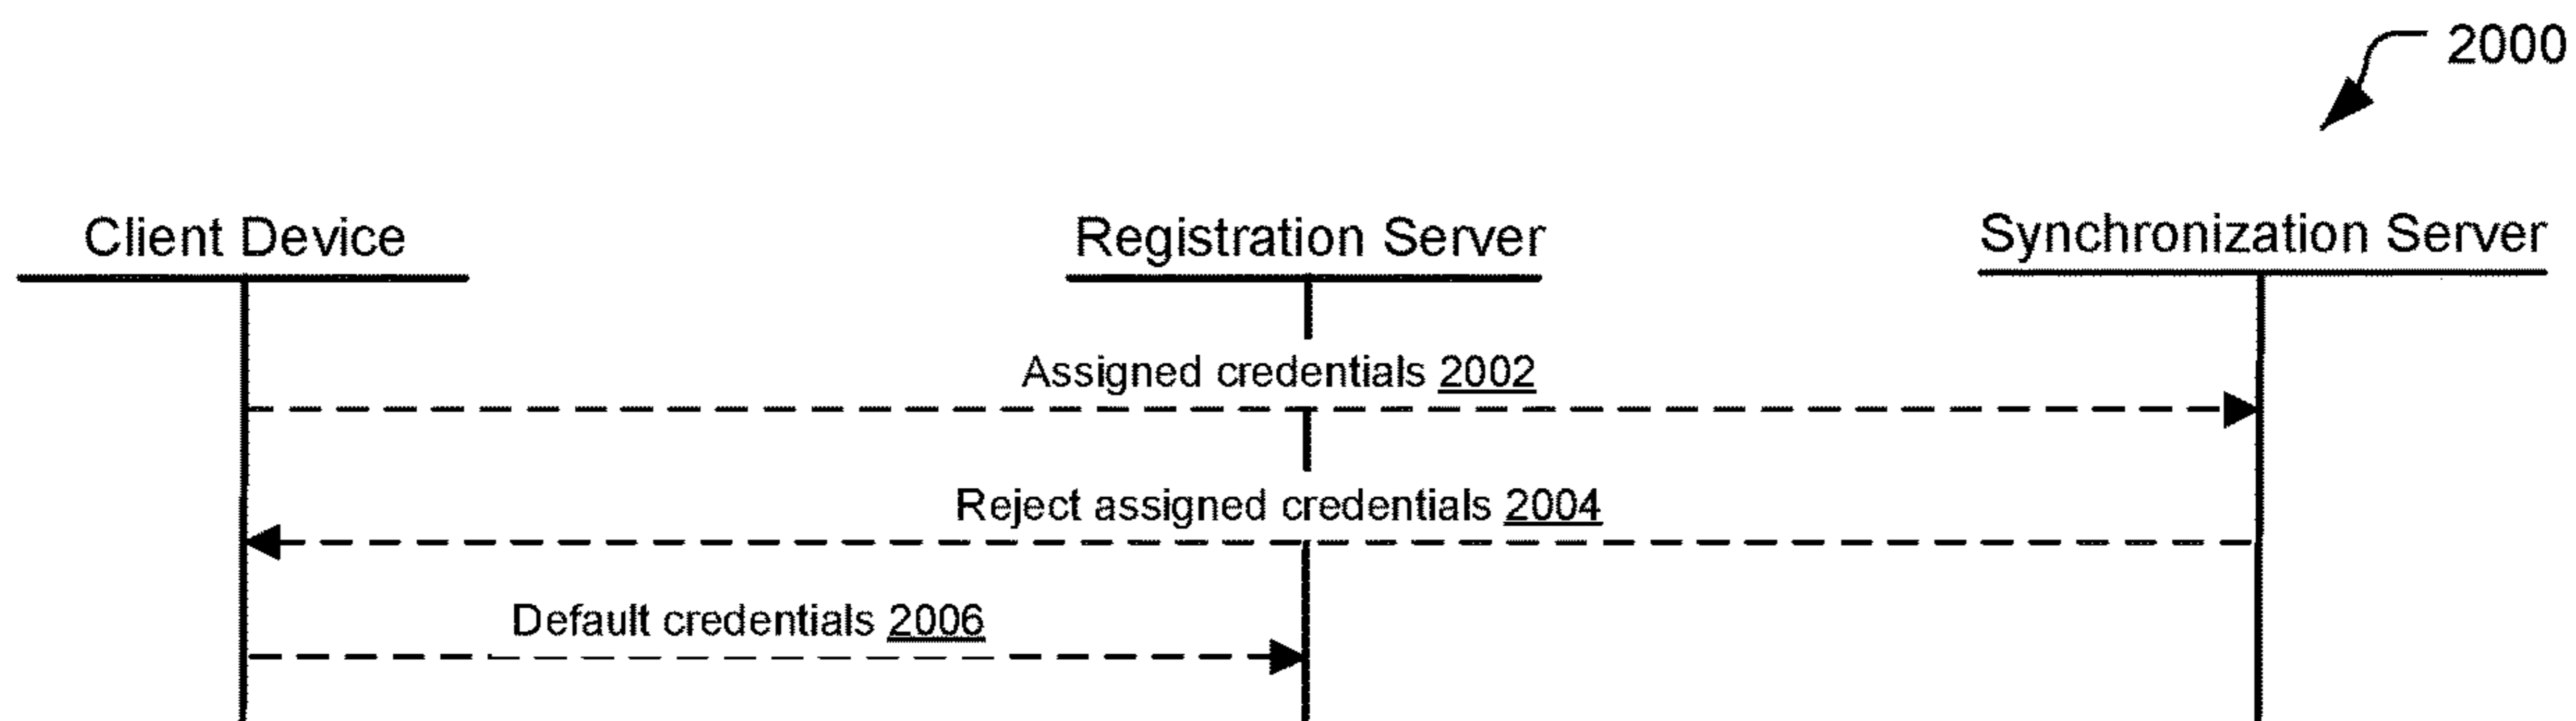 2000
Client Device
Registration Server
Synchronization Server
Assigned credentials 2002
Reject assigned credentials 2004
Default credentials 2006